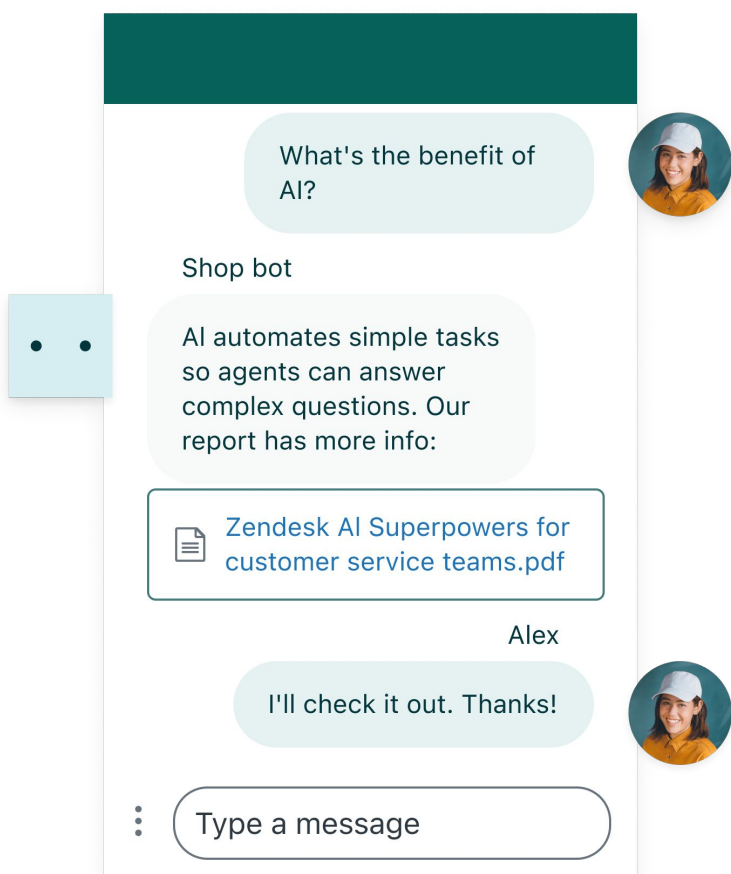 What's the benefit of
AI?
Shop bot
AI automates simple tasks
so agents can answer
complex questions. Our
report has more info:
Zendesk AI Superpowers for
customer service teams.pdf
Alex
I'll check it out. Thanks!
Type a message